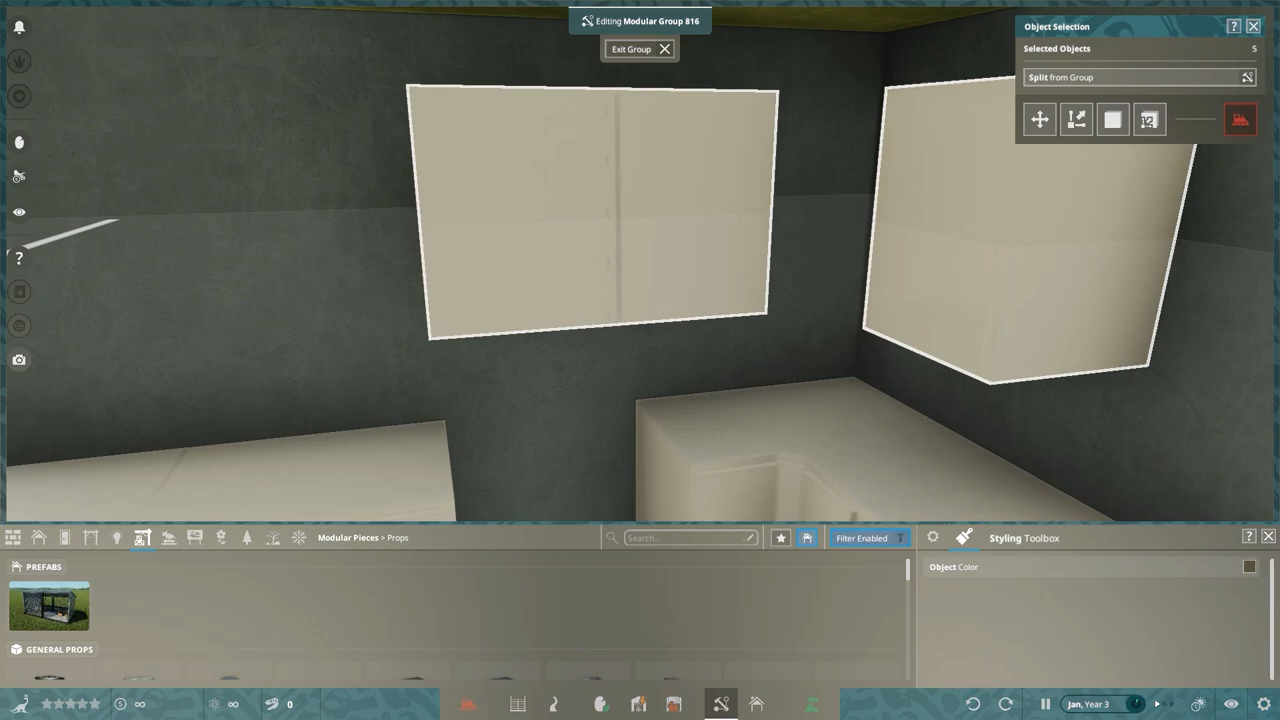 Editing Modular Group 816
Exit Group
Object Selection
?
Selected Objects
5
Split from Group
12
?
Modular Pieces > Props
Search...
Filter Enabled
Styling Toolbox
?
PREFABS
Object Color
GENERAL PROPS
∞
∞
0
Jan, Year 3